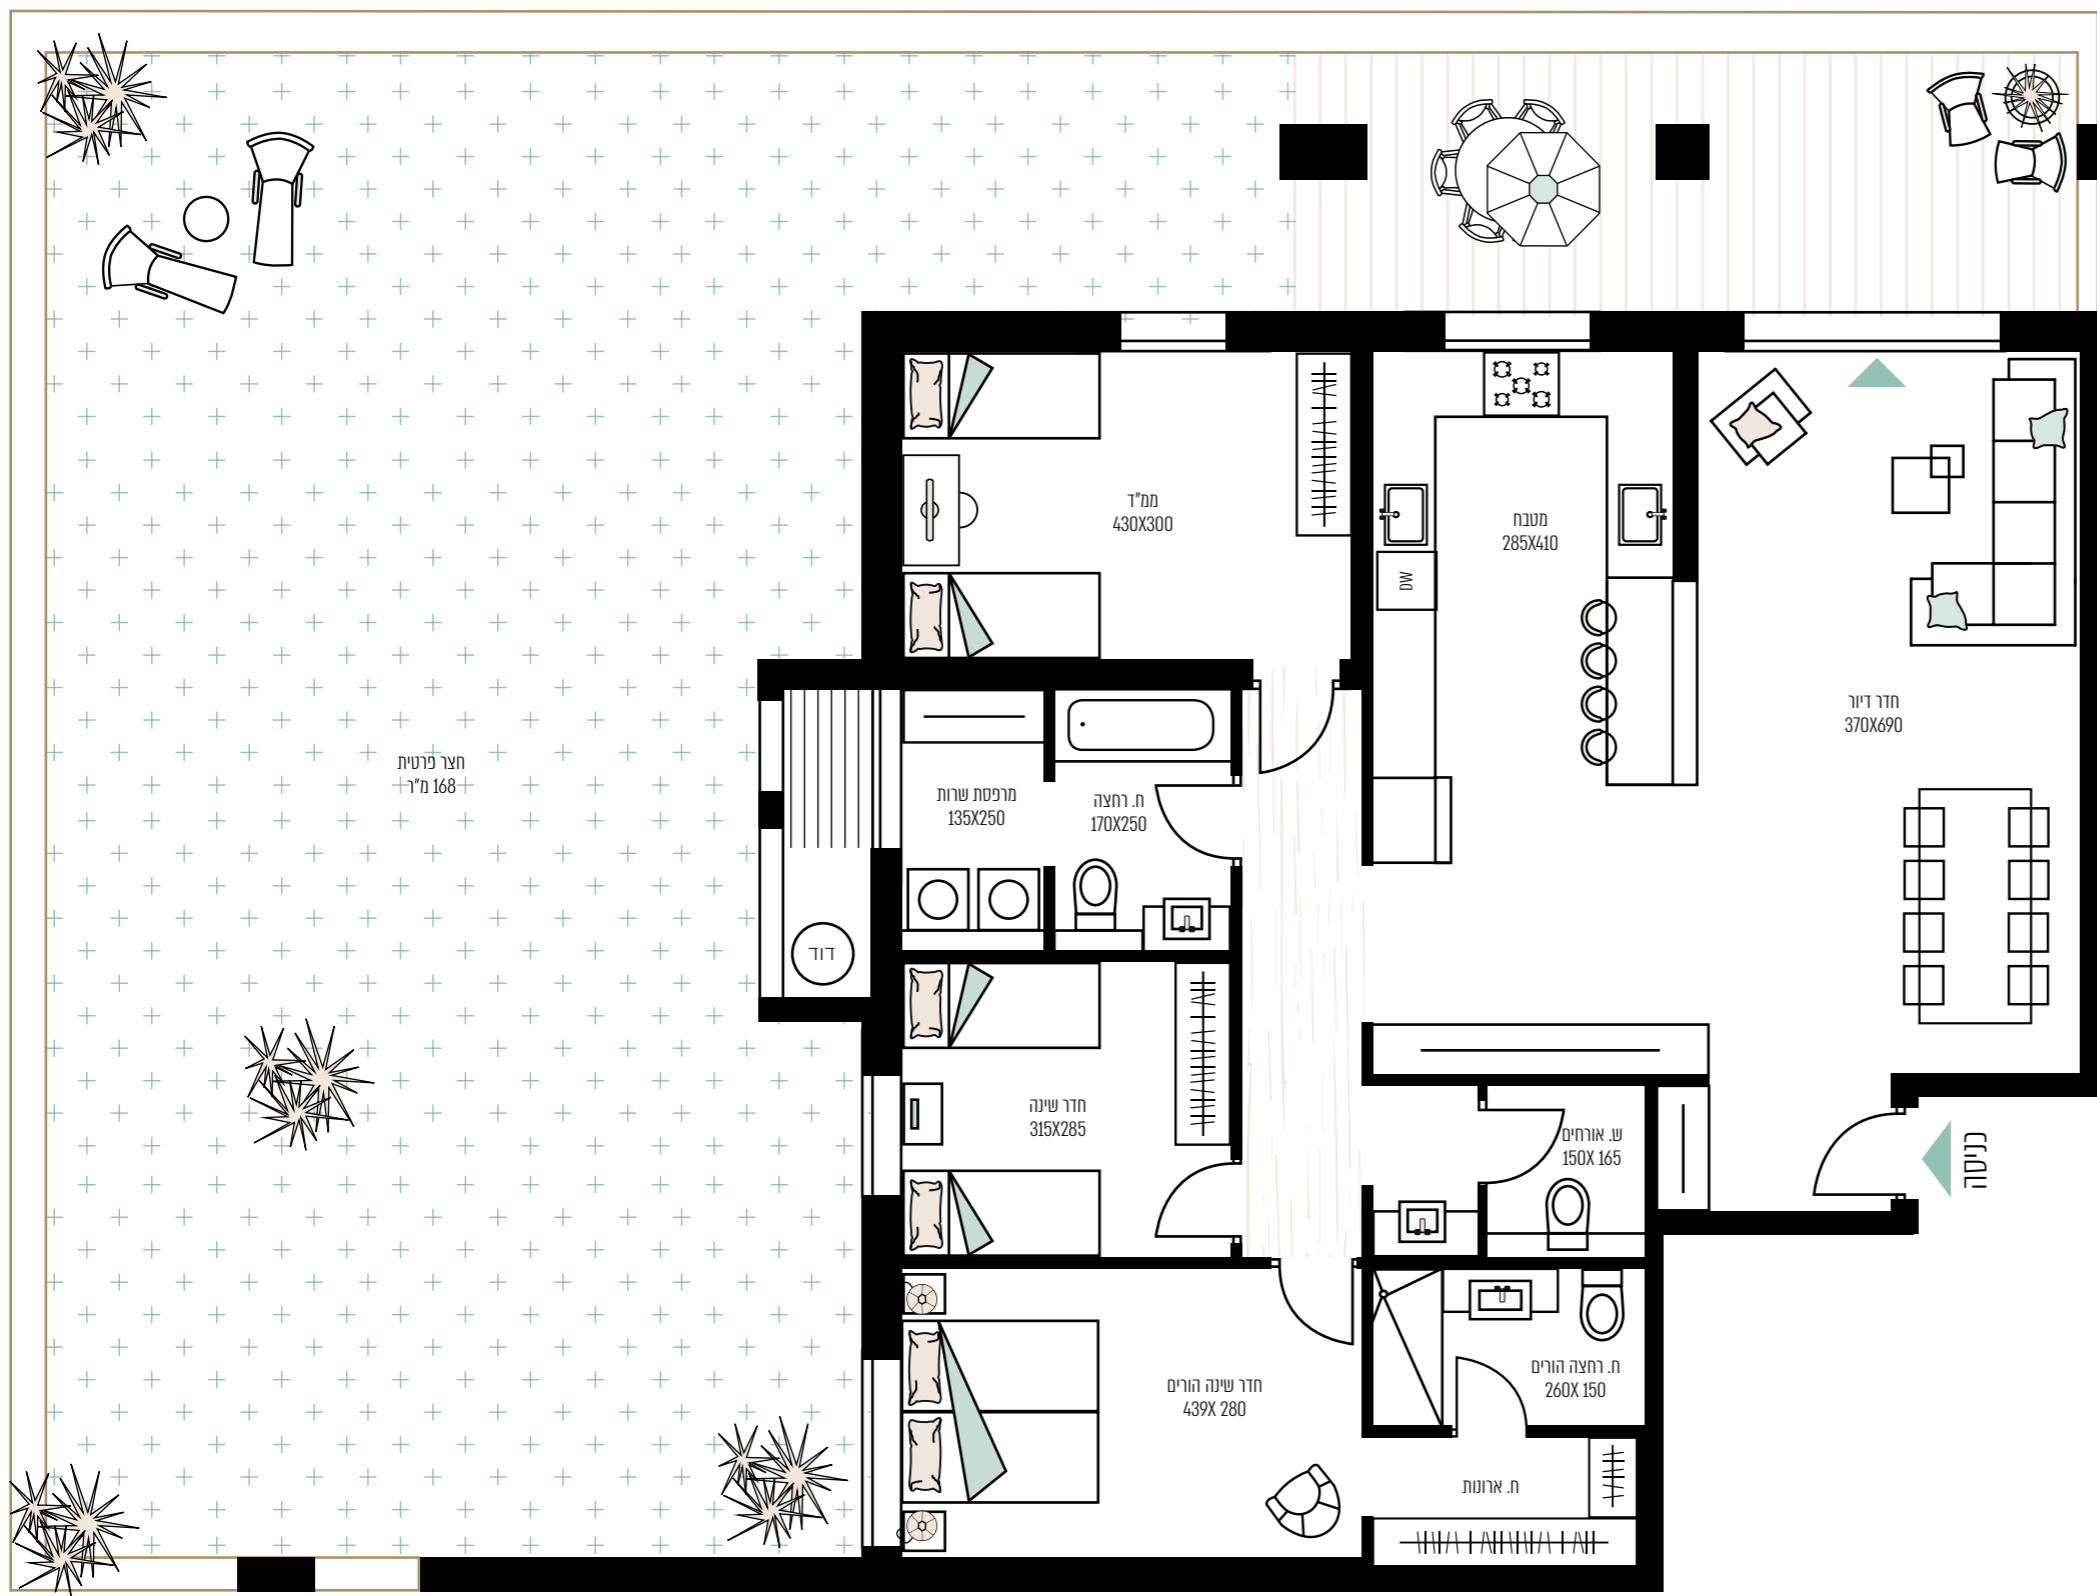 ממ"ד
430X300
מטבח
285X410
DW
חדר דיור
370X690
חצר פרטית
168 מ"ר
מרפסת שרות
135X250
ח. רחצה
170X250
דוד
חדר שינה
315X285
ש. אורחים
150X 165
כניסה
חדר שינה הורים
439X 280
ח. רחצה הורים
260X 150
ח. ארונות